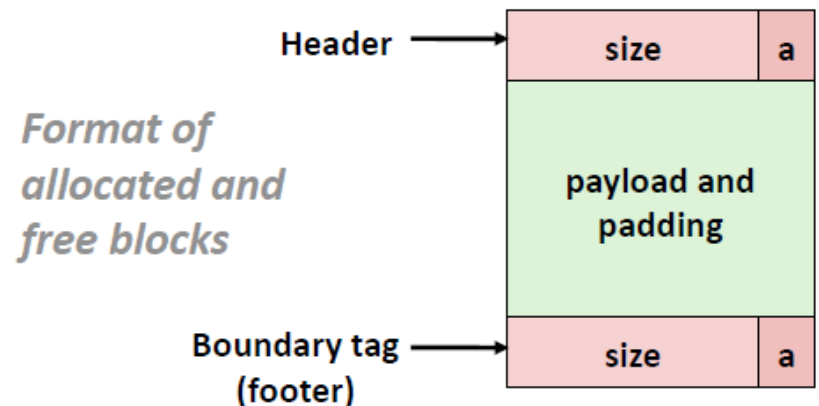 Header
size
a
Format of
allocated and
free blocks
payload and
padding
Boundary tag
(footer)
size
a